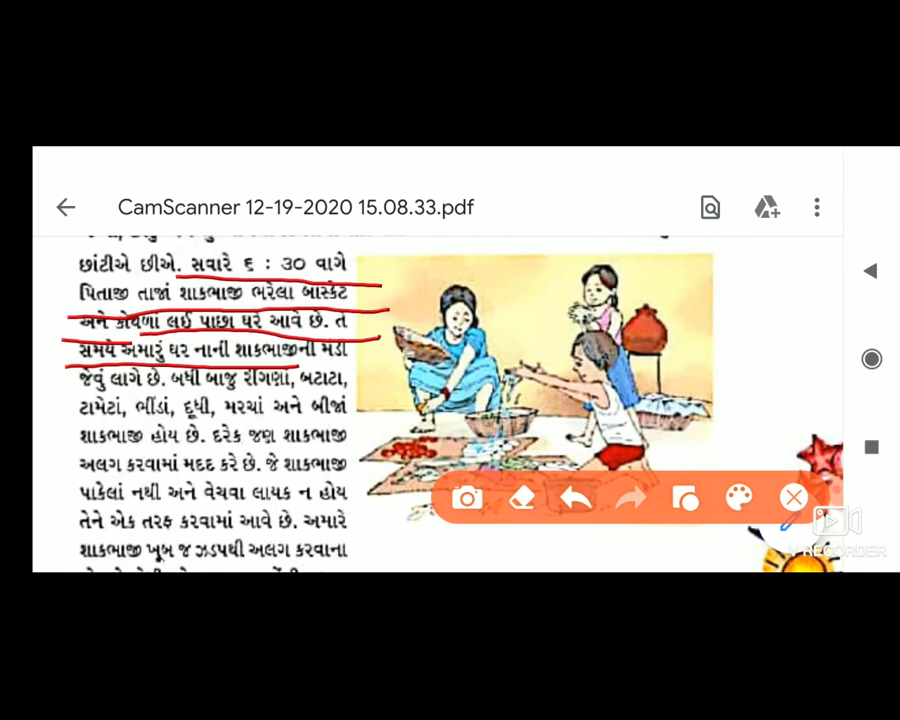 CamScanner 12-19-2020 15.08.33.pdf
છાંટીએ છીએ. સવારે ૬ : ૩૦ વાગે
પિતાજી તાજાં શાકભાજી ભરેલા બાસ્કેટ
અને કોથળા લઈ પાછા ઘરે આવે છે. તે
સમયે અમારું ઘર નાની શાકભાજીની મંડી
જેવું લાગે છે. બધી બાજુ રીંગણાં, બટાટા,
ટામેટાં, ભીંડાં, દૂધી, મરચાં અને બીજાં
શાકભાજી હોય છે. દરેક જણ શાકભાજી
અલગ કરવામાં મદદ કરે છે. જે શાકભાજી
પાકેલાં નથી અને વેચવા લાયક ન હોય
તેને એક તરફ કરવામાં આવે છે. અમારે
શાકભાજી ખૂબ જ ઝડપથી અલગ કરવાના
V RECORDER